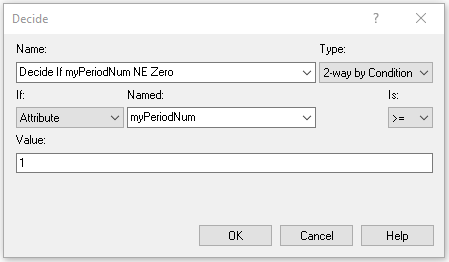 Decide
Name: Type:
Decide If myPeriodNum NE Zero 2-way by Condition
If: Named: Is:
Attribute myPeriodNum >=
Value:
1
OK Cancel Help